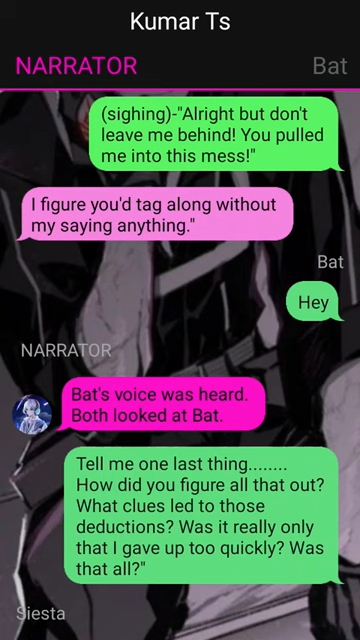 Kumar Ts
NARRATOR
Bat
(sighing)-"Alright but don't
leave me behind! You pulled
me into this mess!"
I figure you'd tag along without
my saying anything."
Bat
Hey
NARRATOR
Bat's voice was heard.
Both looked at Bat.
Tell me one last thing........
How did you figure all that out?
What clues led to those
deductions? Was it really only
that I gave up too quickly? Was
that all?"
Siesta